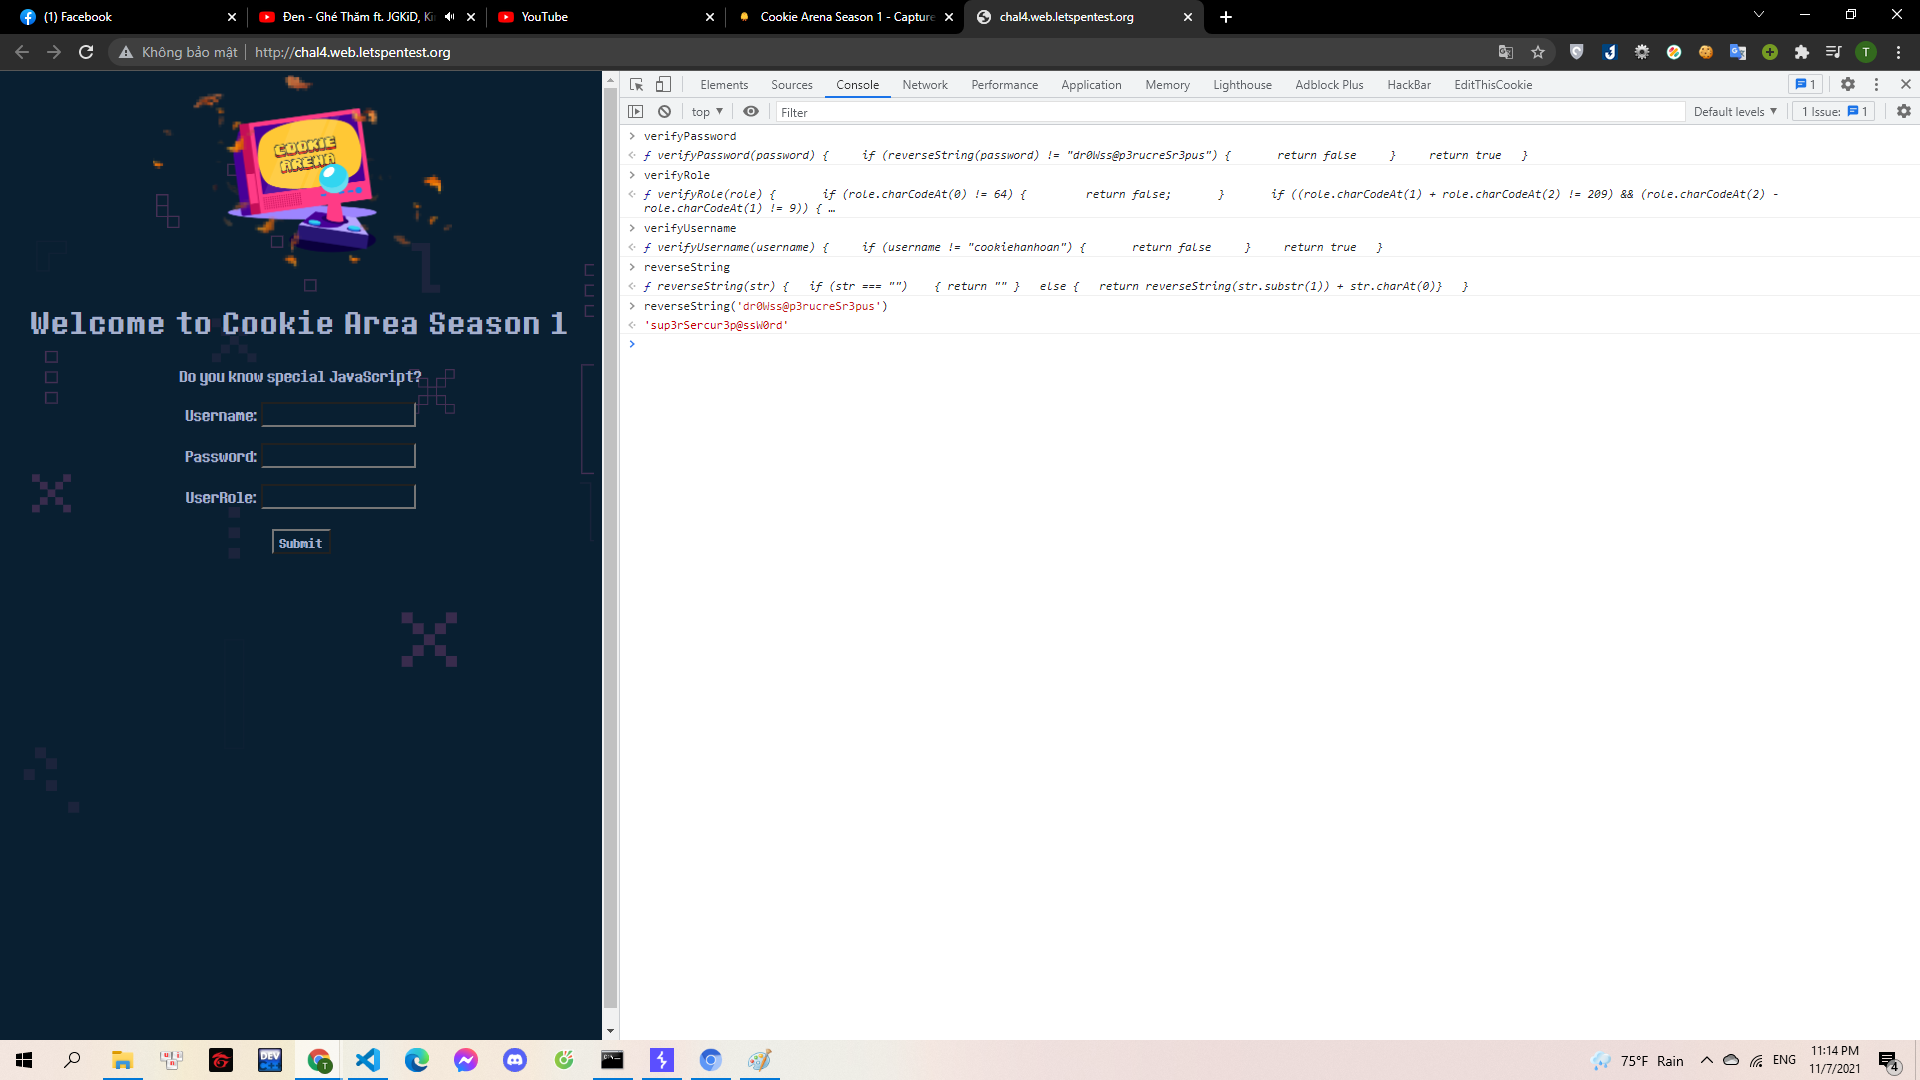 (1) Facebook
Đen - Ghé Thăm ft. JGKiD, Ki
YouTube
Cookie Arena Season 1 - Capture
chal4.web.letspentest.org
Không bảo mật
http://chal4.web.letspentest.org
T
COOKIE
ARENA
Welcome to Cookie Area Season 1
Do you know special JavaScript?
Username:
Password:
UserRole:
Submit
Elements
Sources
Console
Network
Performance
Application
Memory
Lighthouse
Adblock Plus
HackBar
EditThisCookie
1
top
Filter
Default levels
1 Issue:
1
verifyPassword
ƒ verifyPassword(password) { if (reverseString(password) != "dr0Wss@p3rucreSr3pus") { return false } return true }
verifyRole
ƒ verifyRole(role) { if (role.charCodeAt(0) != 64) { return false; } if ((role.charCodeAt(1) + role.charCodeAt(2) != 209) && (role.charCodeAt(2) -
role.charCodeAt(1) != 9)) { …
verifyUsername
ƒ verifyUsername(username) { if (username != "cookiehanhoan") { return false } return true }
reverseString
ƒ reverseString(str) { if (str === "") { return "" } else { return reverseString(str.substr(1)) + str.charAt(0)} }
reverseString('dr0Wss@p3rucreSr3pus')
'sup3rSercur3p@ssW0rd'
DEV
T
75°F Rain
ENG
11:14 PM
11/7/2021
4